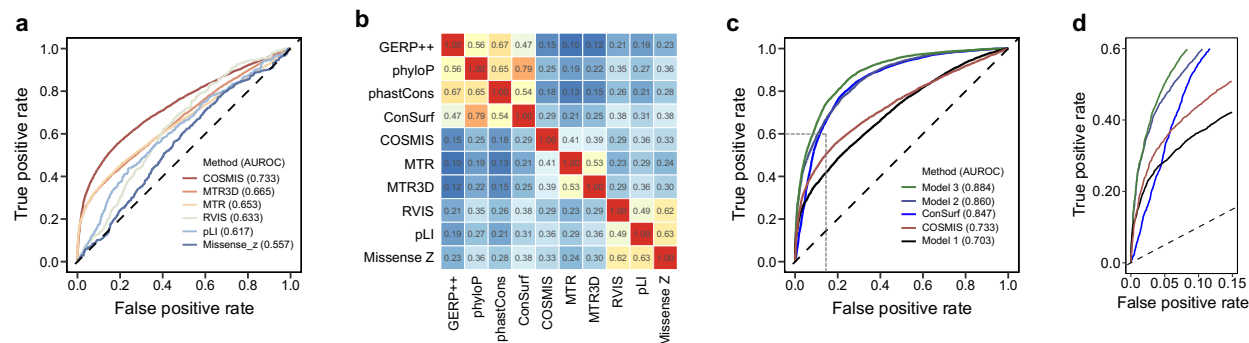 a
True positive rate
1.0
0.8
0.6
0.4
0.2
0.0
0.0 0.2 0.4 0.6 0.8 1.0
False positive rate
Method (AUROC)
COSMIS (0.733)
MTR3D (0.665)
MTR (0.653)
RVIS (0.633)
pLI (0.617)
Missense_z (0.557)
b
GERP++ 1.00 0.56 0.67 0.47 0.15 0.10 0.12 0.21 0.19 0.23
phyloP 0.56 1.00 0.65 0.79 0.25 0.19 0.22 0.35 0.27 0.36
phastCons 0.67 0.65 1.00 0.54 0.18 0.13 0.15 0.26 0.21 0.28
ConSurf 0.47 0.79 0.54 1.00 0.29 0.21 0.25 0.38 0.31 0.38
COSMIS 0.15 0.25 0.18 0.29 1.00 0.41 0.39 0.29 0.36 0.33
MTR 0.10 0.19 0.13 0.21 0.41 1.00 0.53 0.23 0.29 0.24
MTR3D 0.12 0.22 0.15 0.25 0.39 0.53 1.00 0.29 0.36 0.30
RVIS 0.21 0.35 0.26 0.38 0.29 0.23 0.29 1.00 0.49 0.62
pLI 0.19 0.27 0.21 0.31 0.36 0.29 0.36 0.49 1.00 0.63
Missense Z 0.23 0.36 0.28 0.38 0.33 0.24 0.30 0.62 0.63 1.00
GERP++
phyloP
phastCons
ConSurf
COSMIS
MTR
MTR3D
RVIS
pLI
Missense Z
c
True positive rate
1.0
0.8
0.6
0.4
0.2
0.0
0.0 0.2 0.4 0.6 0.8 1.0
False positive rate
Method (AUROC)
Model 3 (0.884)
Model 2 (0.860)
ConSurf (0.847)
COSMIS (0.733)
Model 1 (0.703)
d
True positive rate
0.6
0.40
0.20
0.0
0.0 0.05 0.10 0.15
False positive rate